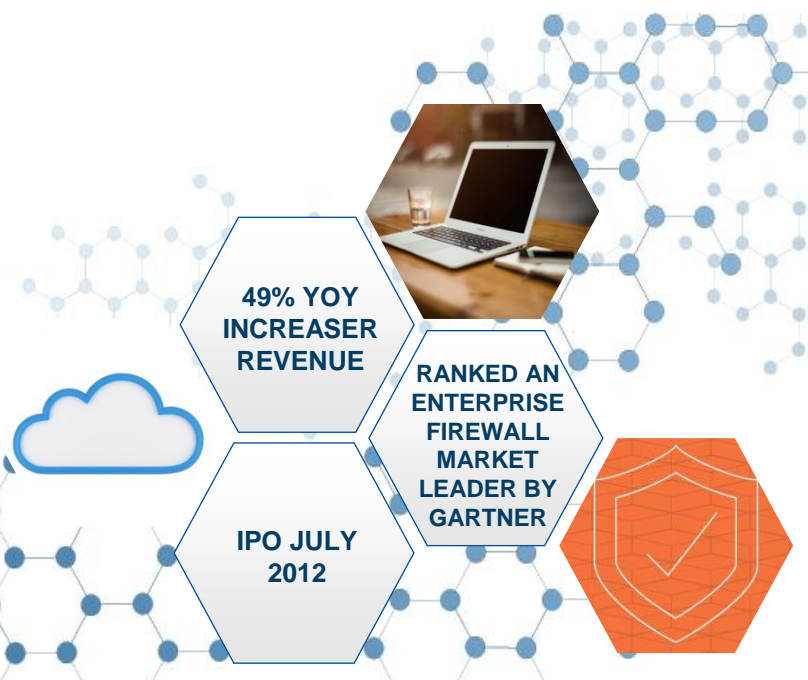 49% YOY
INCREASER
REVENUE
RANKED AN
ENTERPRISE
FIREWALL
MARKET
LEADER BY
GARTNER
IPO JULY
2012